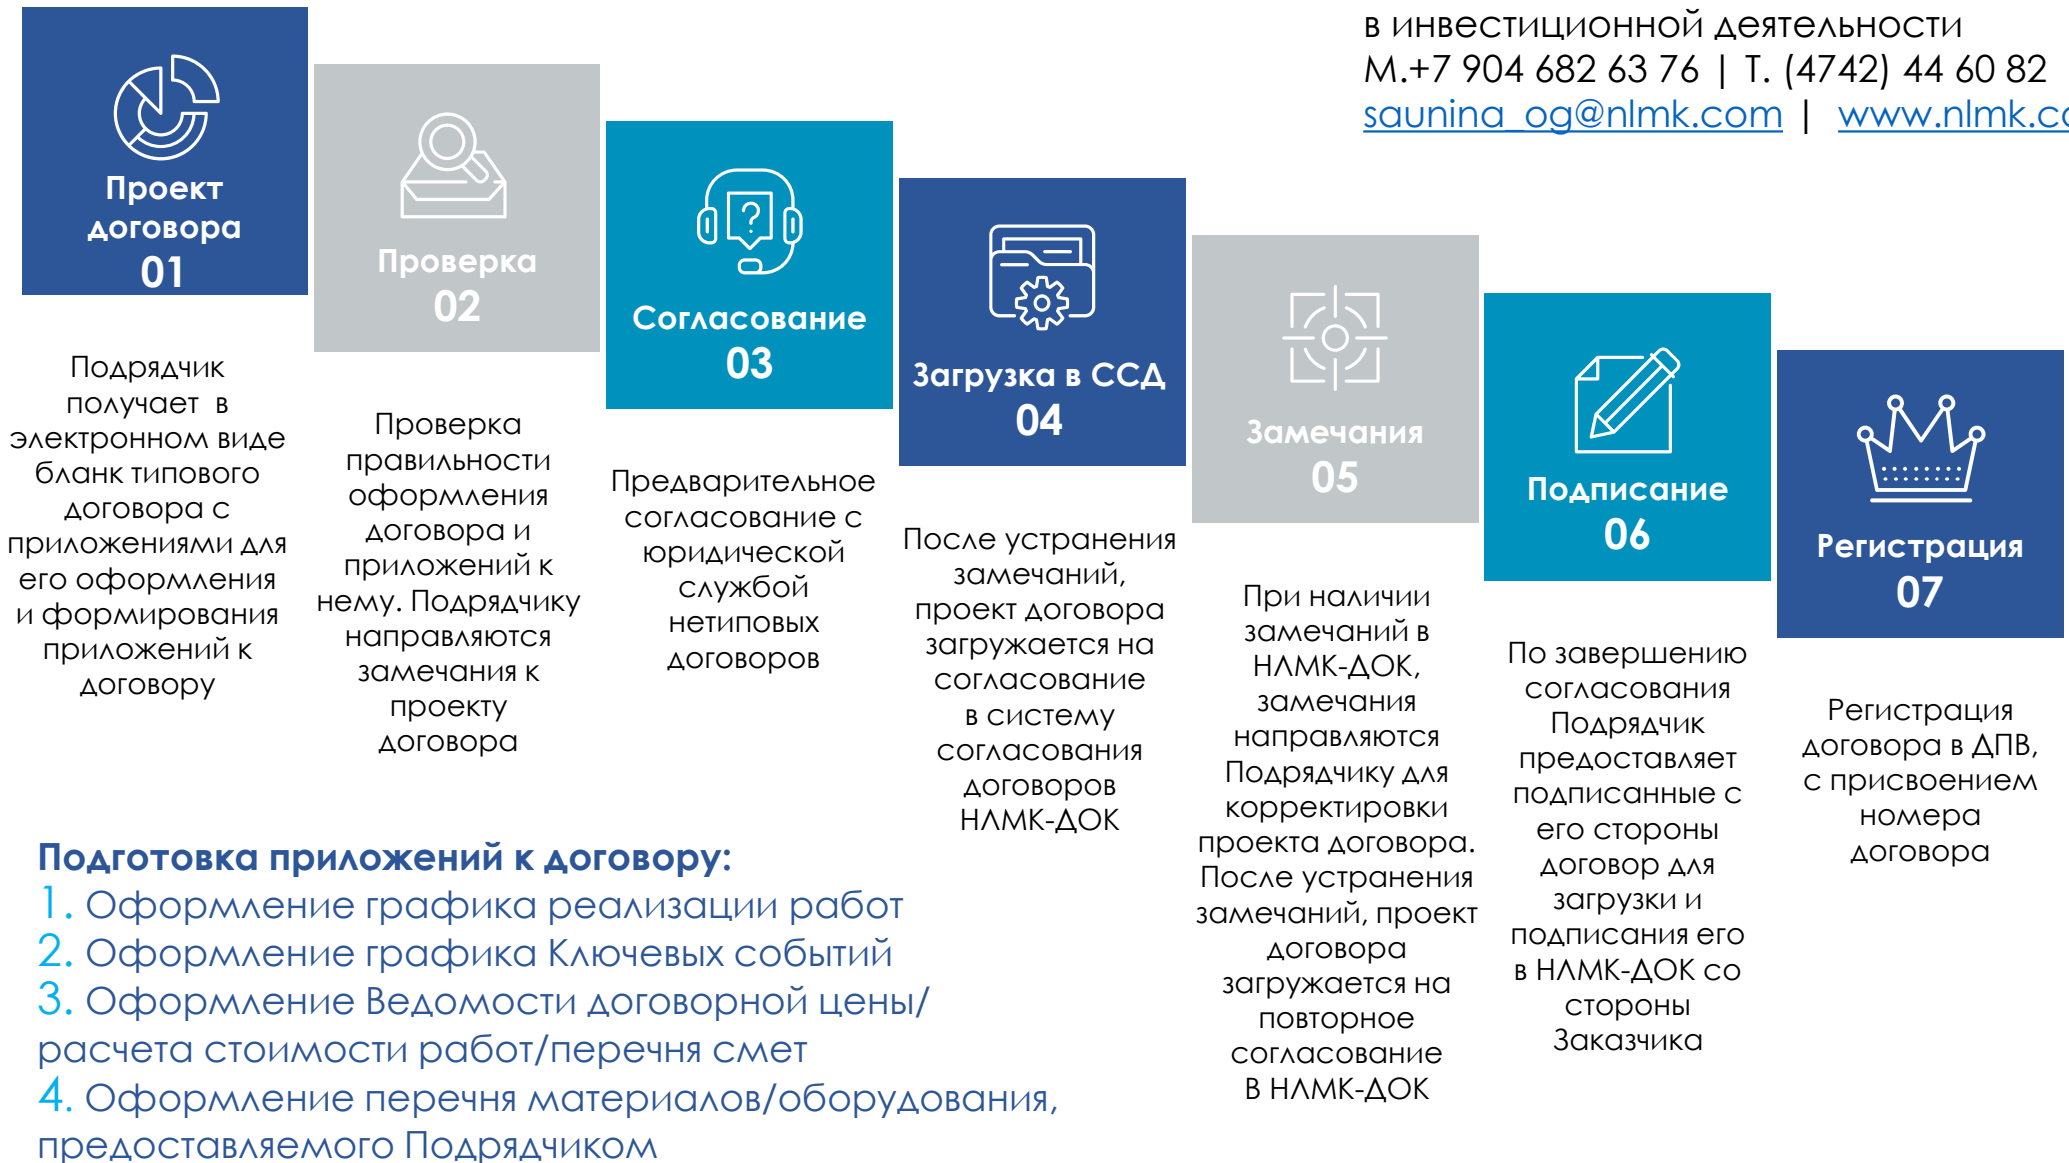 в инвестиционной деятельности
М.+7 904 682 63 76 | Т. (4742) 44 60 82
saunina_og@nlmk.com | www.nlmk.co
Проект
договора
01
Подрядчик
получает в
электронном виде
бланк типового
договора с
приложениями для
его оформления
и формирования
приложений к
договору
Проверка
02
Проверка
правильности
оформления
договора и
приложений к
нему. Подрядчику
направляются
замечания к
проекту
договора
Согласование
03
Предварительное
согласование с
юридической
службой
нетиповых
договоров
Загрузка в ССД
04
После устранения
замечаний,
проект договора
загружается на
согласование
в систему
согласования
договоров
НЛМК-ДОК
Замечания
05
При наличии
замечаний в
НЛМК-ДОК,
замечания
направляются
Подрядчику для
корректировки
проекта договора.
После устранения
замечаний, проект
договора
загружается на
повторное
согласование
В НЛМК-ДОК
Подписание
06
По завершению
согласования
Подрядчик
предоставляет
подписанные с
его стороны
договор для
загрузки и
подписания его
в НЛМК-ДОК со
стороны
Заказчика
Регистрация
07
Регистрация
договора в ДПВ,
с присвоением
номера
договора
Подготовка приложений к договору:
1. Оформление графика реализации работ
2. Оформление графика Ключевых событий
3. Оформление Ведомости договорной цены/
расчета стоимости работ/перечня смет
4. Оформление перечня материалов/оборудования,
предоставляемого Подрядчиком